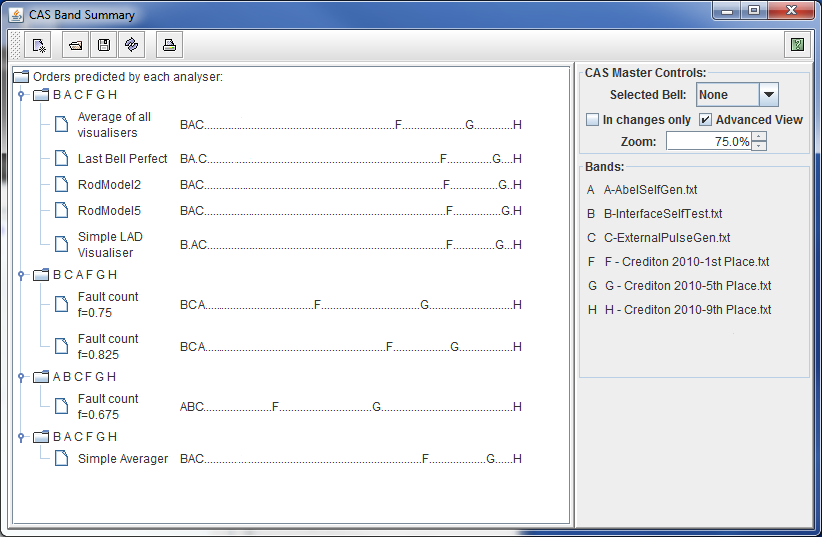 CAS Band Summary
Orders predicted by each analyser:
B A C F G H
Average of all
visualisers
BAC....................................................................F......................G.............H
Last Bell Perfect BA.C...................................................................................F................G....H
RodModel2 BAC.....................................................................................F.................G..H
RodModel5 BAC......................................................................................F.................G.H
Simple LAD
Visualiser
B.AC......................................................................................F...............G...H
B C A F G H
Fault count
f=0.75
BCA.......................................F....................................G..............................H
Fault count
f=0.825
BCA.................................................................F.......................G......................H
A B C F G H
Fault count
f=0.675
ABC.........................F..................................G................................................H
B A C F G H
Simple Averager BAC.............................................................................F....................G......H
CAS Master Controls:
Selected Bell: None
In changes only Advanced View
Zoom: 75.0%
Bands:
A A-AbelSelfGen.txt
B B-InterfaceSelfTest.txt
C C-ExternalPulseGen.txt
F F - Crediton 2010-1st Place.txt
G G - Crediton 2010-5th Place.txt
H H - Crediton 2010-9th Place.txt